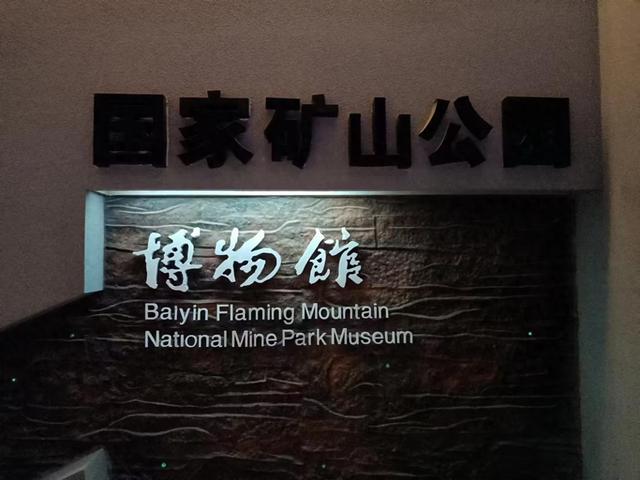 国家矿山公园
博物館
Baiyin Flaming Mountain
National Mine Park Museum